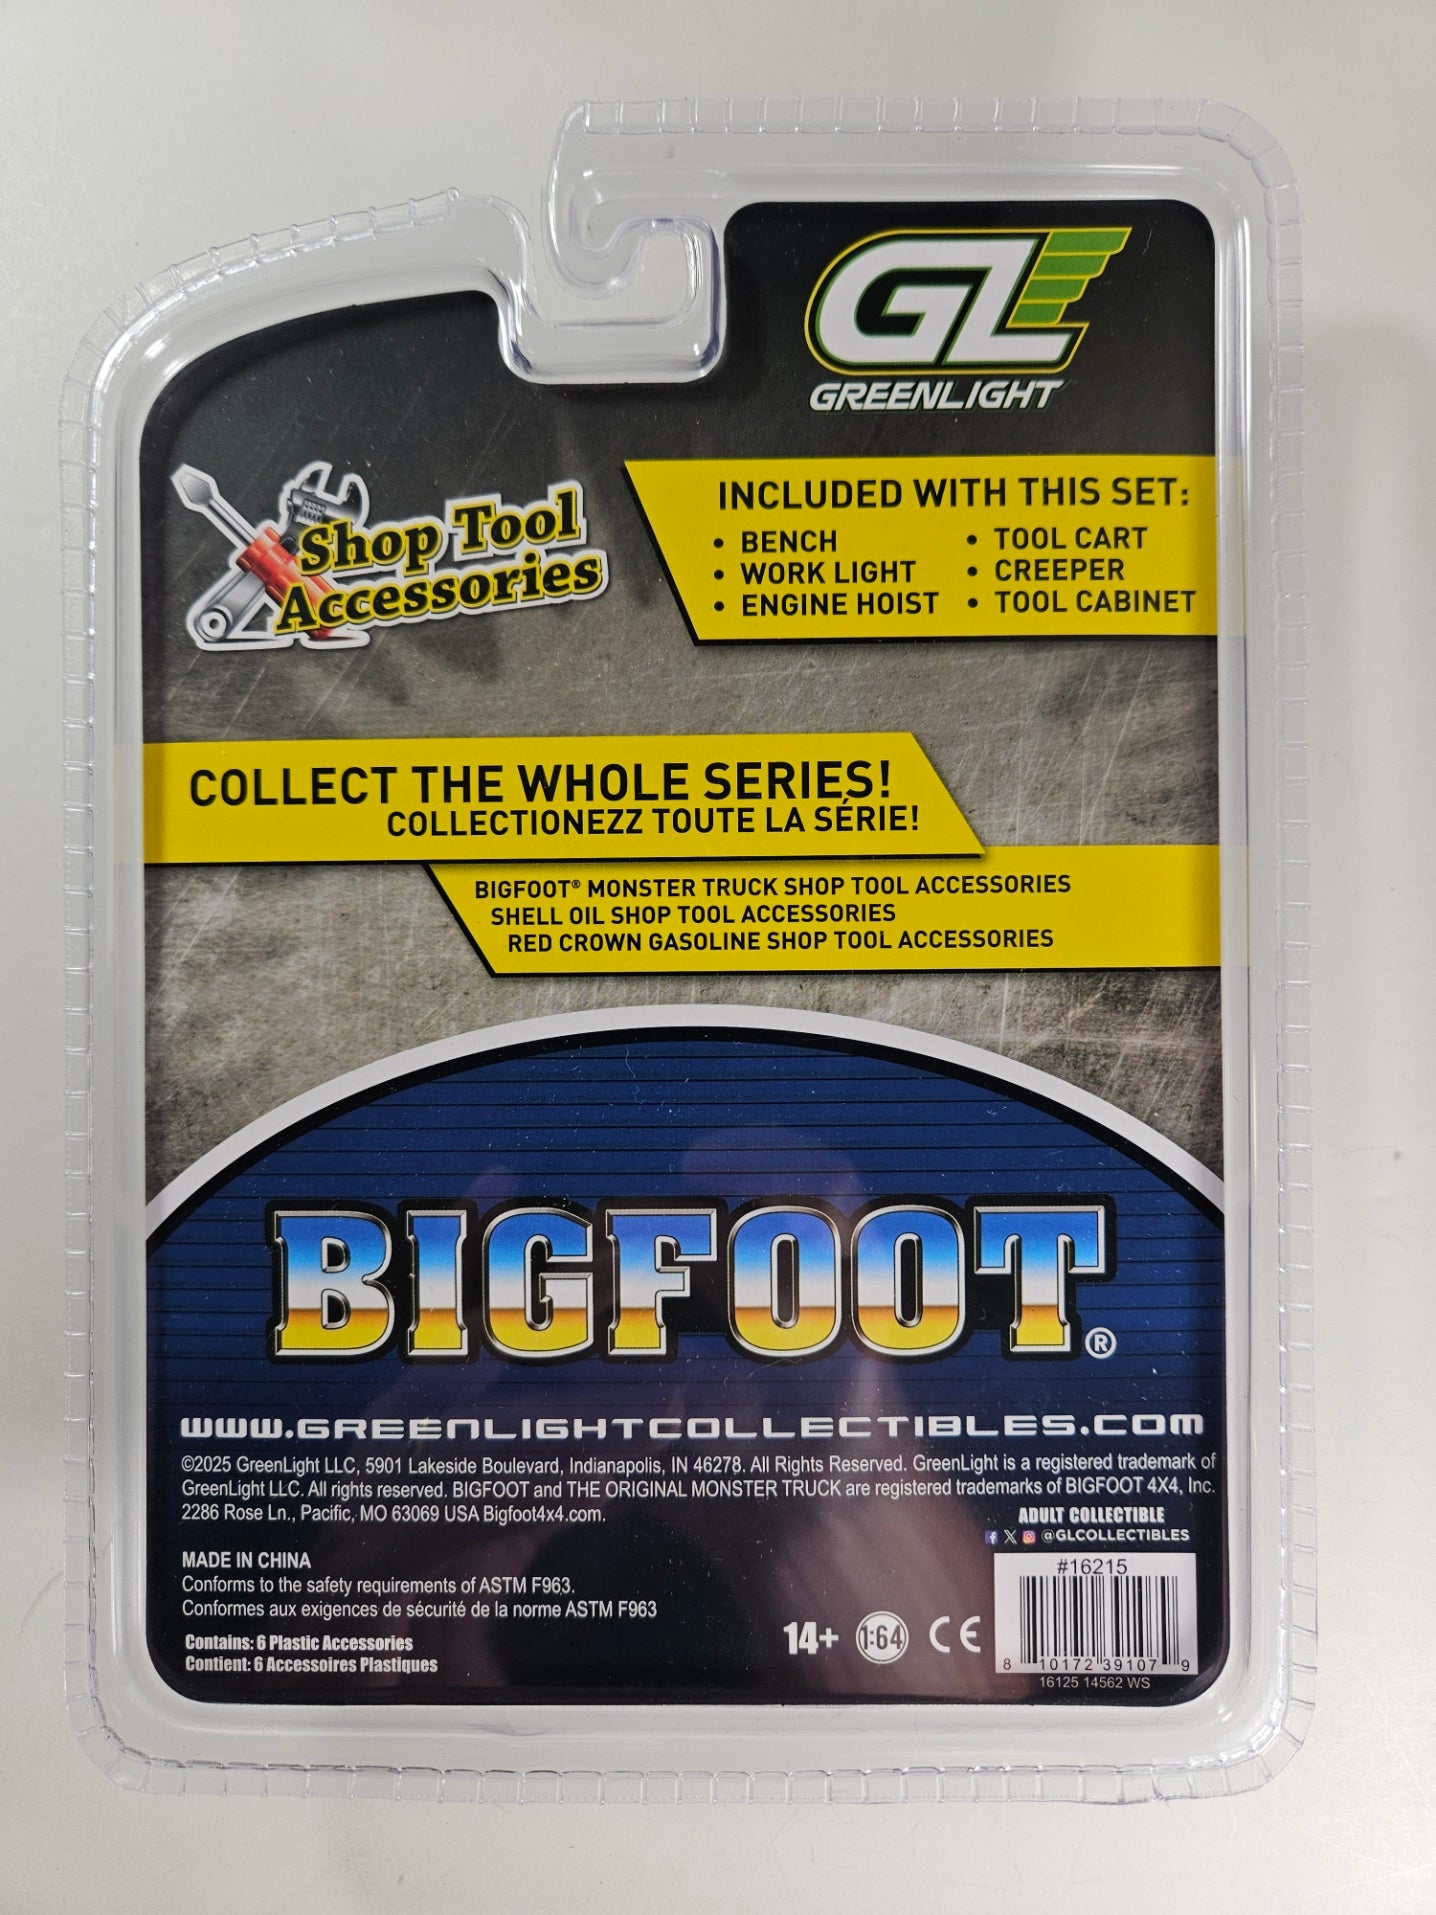 GL
GREENLIGHT
Shop Tool
Accessories
INCLUDED WITH THIS SET:
• BENCH
• WORK LIGHT
• ENGINE HOIST
• TOOL CART
• CREEPER
• TOOL CABINET
COLLECT THE WHOLE SERIES!
COLLECTIONEZZ TOUTE LA SÉRIE!
BIGFOOT® MONSTER TRUCK SHOP TOOL ACCESSORIES
SHELL OIL SHOP TOOL ACCESSORIES
RED CROWN GASOLINE SHOP TOOL ACCESSORIES
BIGFOOT®
www.GREENLIGHTCOLLECTIBLES.COM
©2025 GreenLight LLC, 5901 Lakeside Boulevard, Indianapolis, IN 46278. All Rights Reserved. GreenLight is a registered trademark of
GreenLight LLC. All rights reserved. BIGFOOT and THE ORIGINAL MONSTER TRUCK are registered trademarks of BIGFOOT 4X4, Inc.
2286 Rose Ln., Pacific, MO 63069 USA Bigfoot4x4.com.
ADULT COLLECTIBLE
@GLCOLLECTIBLES
MADE IN CHINA
Conforms to the safety requirements of ASTM F963.
Conformes aux exigences de sécurité de la norme ASTM F963
Contains: 6 Plastic Accessories
Contient: 6 Accessoires Plastiques
14+ 1:64 CE
#16215
8 10172 39107 9
16125 14562 WS